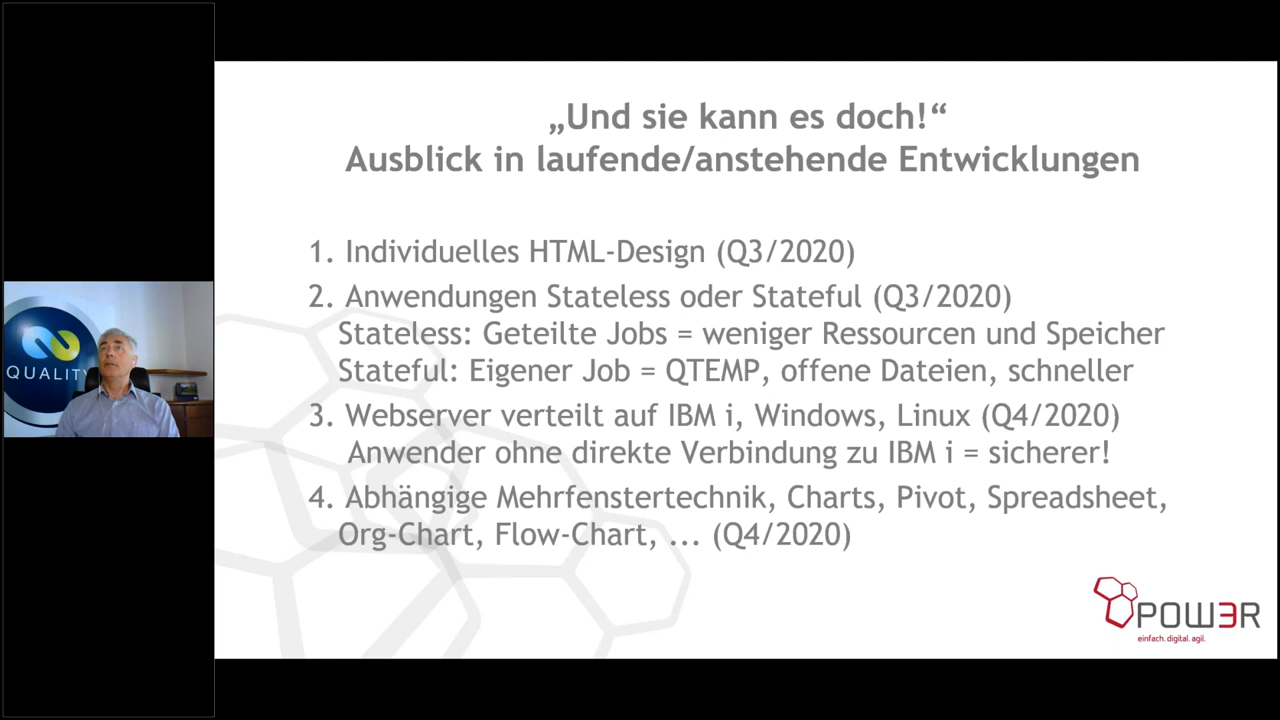 „Und sie kann es doch!“
Ausblick in laufende/anstehende Entwicklungen
1. Individuelles HTML-Design (Q3/2020)
2. Anwendungen Stateless oder Stateful (Q3/2020)
Stateless: Geteilte Jobs = weniger Ressourcen und Speicher
Stateful: Eigener Job = QTEMP, offene Dateien, schneller
3. Webserver verteilt auf IBM i, Windows, Linux (Q4/2020)
Anwender ohne direkte Verbindung zu IBM i = sicherer!
4. Abhängige Mehrfenstertechnik, Charts, Pivot, Spreadsheet,
Org-Chart, Flow-Chart, ... (Q4/2020)
QUALITY
POW3R
einfach. digital. agil.